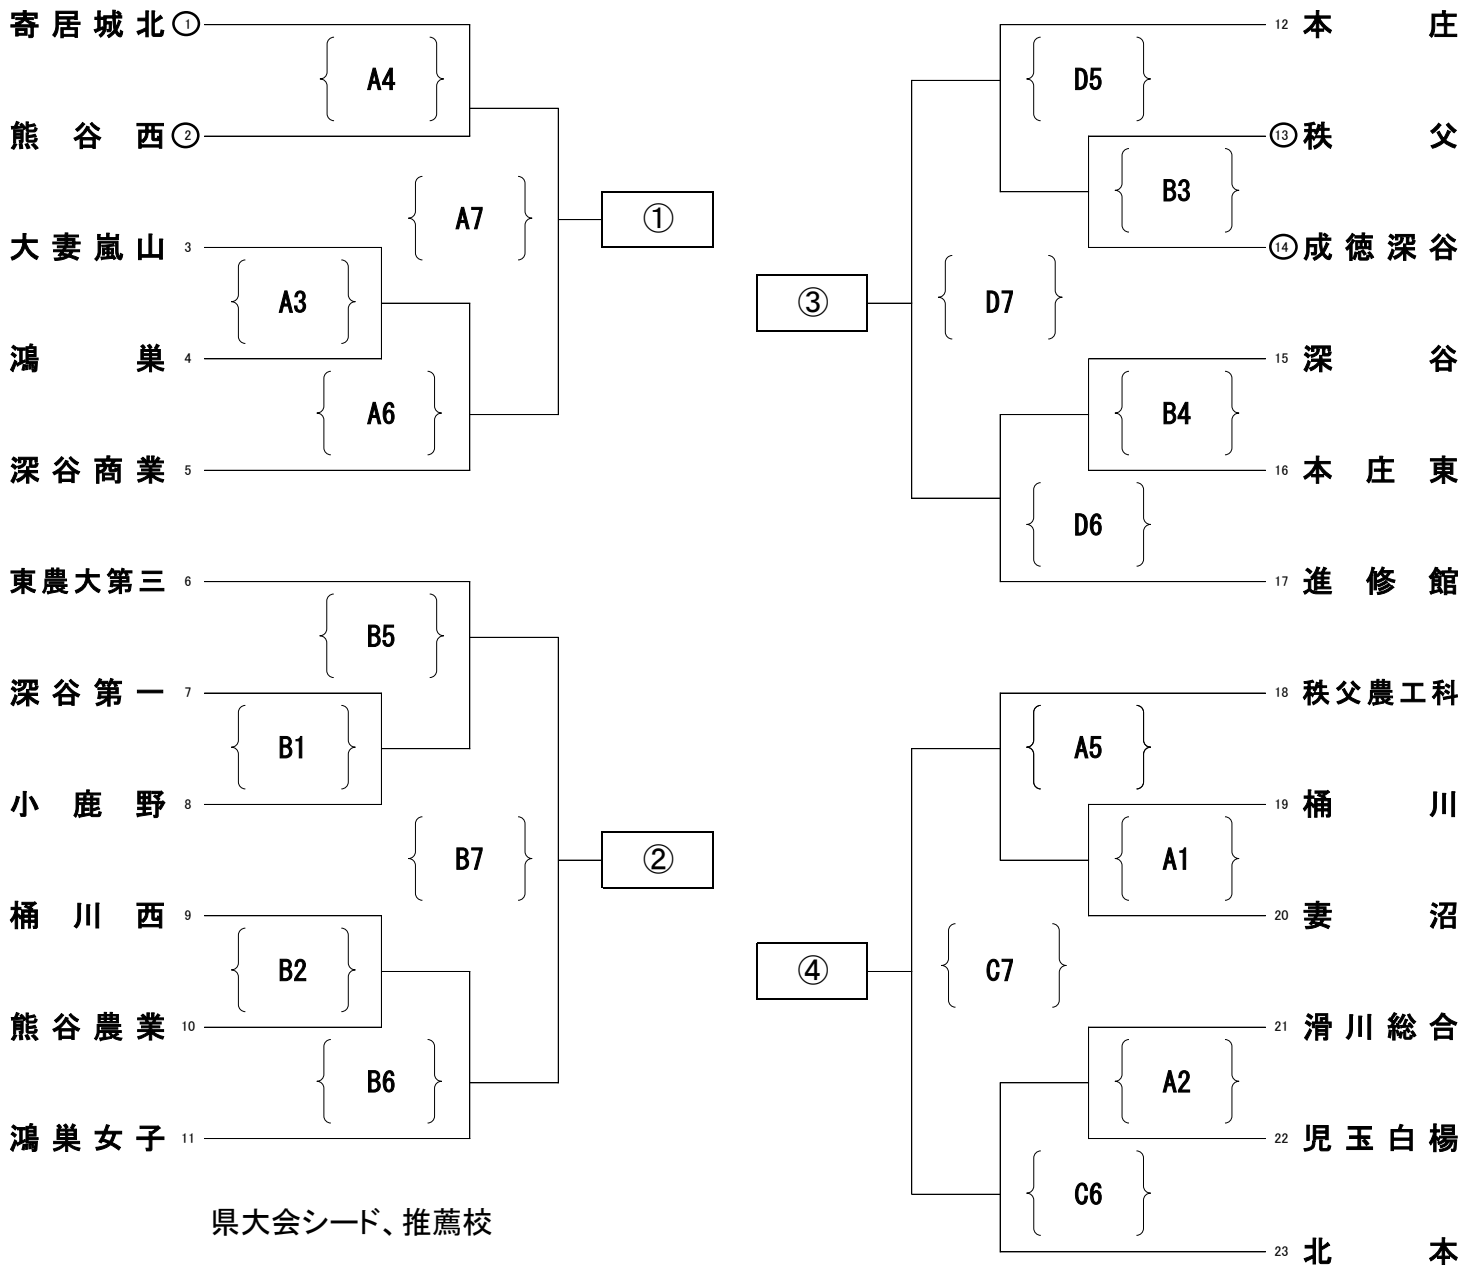 寄居城北 ①
A4
熊谷西 ②
A7
①
大妻嵐山 3
A3
鴻巣 4
A6
深谷商業 5
東農大第三 6
B5
深谷第一 7
B1
小鹿野 8
B7
②
桶川西 9
B2
熊谷農業 10
B6
鴻巣女子 11
県大会シード、推薦校
12 本庄
D5
⑬ 秩父
B3
⑭ 成徳深谷
③
D7
15 深谷
B4
16 本庄東
D6
17 進修館
18 秩父農工科
A5
19 桶川
A1
20 妻沼
④
C7
21 滑川総合
A2
22 児玉白楊
C6
23 北本